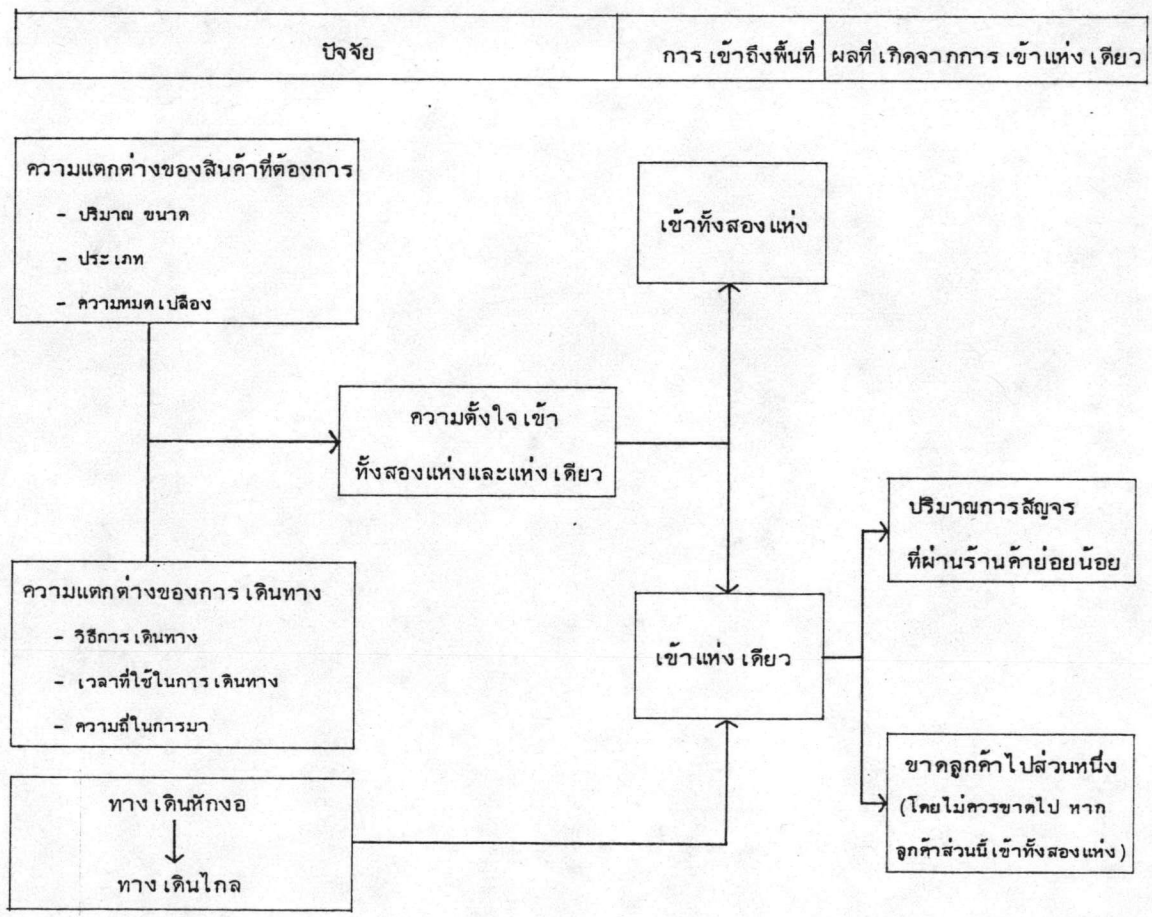 ปัจจัย
การเข้าถึงพื้นที่
ผลที่เกิดจากการเข้าแห่งเดียว
ความแตกต่างของสินค้าที่ต้องการ
- ปริมาณ ขนาด
- ประเภท
- ความหมดเปลือง
เข้าทั้งสองแห่ง
ความตั้งใจเข้า
ทั้งสองแห่งและแห่งเดียว
ปริมาณการสัญจร
ที่ผ่านร้านค้าย่อยน้อย
ความแตกต่างของการเดินทาง
- วิธีการเดินทาง
- เวลาที่ใช้ในการเดินทาง
- ความถี่ในการมา
เข้าแห่งเดียว
ขาดลูกค้าไปส่วนหนึ่ง
(โดยไม่ควรขาดไป หาก
ลูกค้าส่วนนี้เข้าทั้งสองแห่ง)
ทางเดินหักงอ
ทางเดินไกล